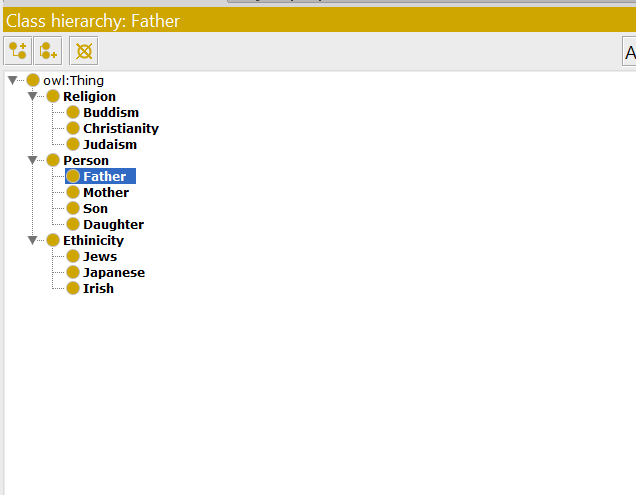 Class hierarchy: Father
A
owl:Thing
Religion
Buddism
Christianity
Judaism
Person
Father
Mother
Son
Daughter
Ethinicity
Jews
Japanese
Irish